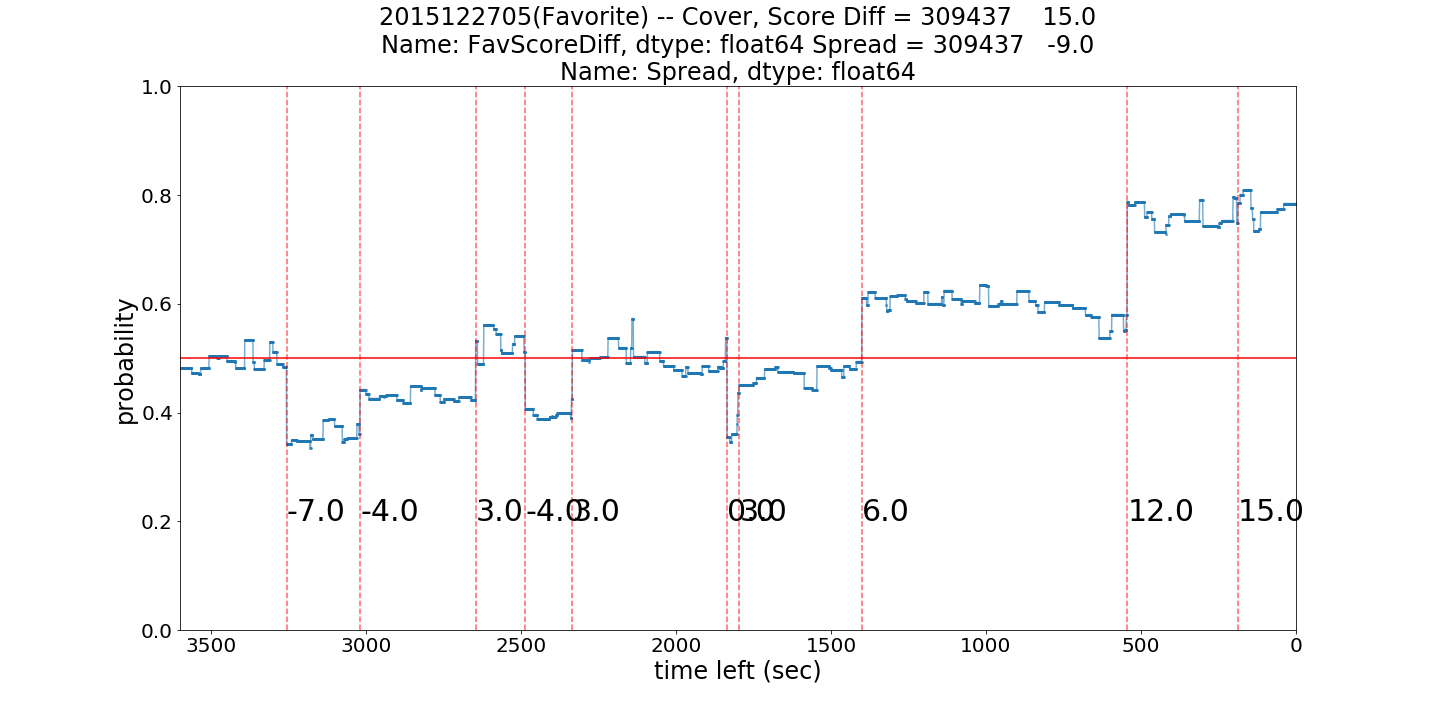 2015122705(Favorite) -- Cover, Score Diff = 309437    15.0
Name: FavScoreDiff, dtype: float64 Spread = 309437   -9.0
Name: Spread, dtype: float64
1.0
0.8
0.6
0.4
0.2
0.0
probability
-7.0 -4.0 3.0 -4.0 3.0 0.0 3.0 6.0 12.0 15.0
3500 3000 2500 2000 1500 1000 500 0
time left (sec)